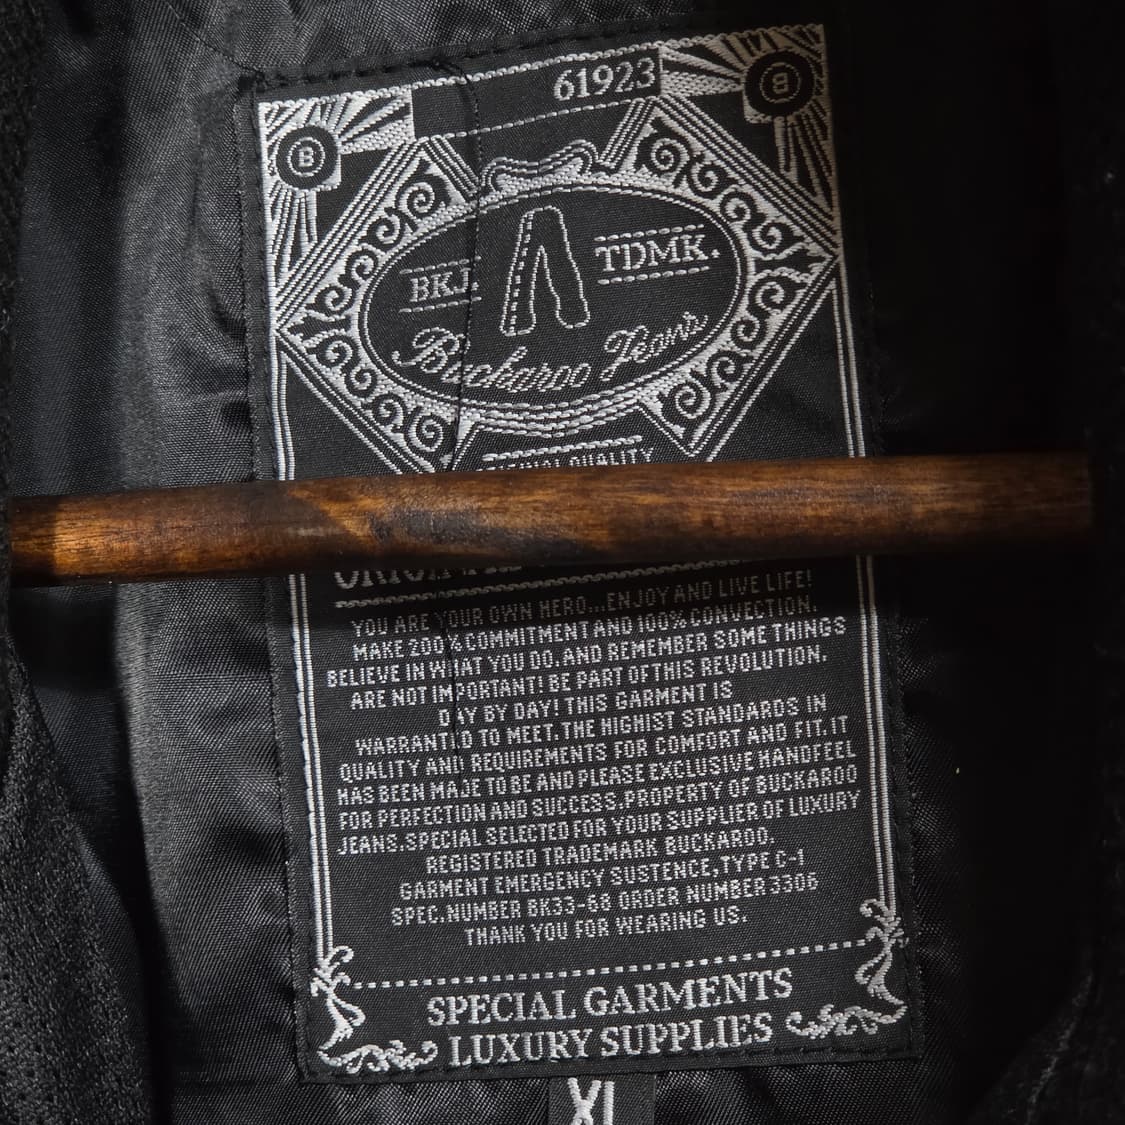 61923
B
B
BKJ. TDMK.
Buckaroo Jeans
ORIGINAL QUALITY
ORIGINAL
YOU ARE YOUR OWN HERO...ENJOY AND LIVE LIFE!
MAKE 200% COMMITMENT AND 100% CONVECTION.
BELIEVE IN WHAT YOU DO.AND REMEMBER SOME THINGS
ARE NOT IMPORTANT! BE PART OF THIS REVOLUTION.
DAY BY DAY! THIS GARMENT IS
WARRANTID TO MEET.THE HIGHIST STANDARDS IN
QUALITY AND REQUIREMENTS FOR COMFORT AND FIT.IT
HAS BEEN MADE TO BE AND PLEASE EXCLUSIVE HANDFEEL
FOR PERFECTION AND SUCCESS.PROPERTY OF BUCKAROO
JEANS.SPECIAL SELECTED FOR YOUR SUPPLIER OF LUXURY
REGISTERED TRADEMARK BUCKAROO.
GARMENT EMERGENCY SUSTENCE,TYPE C-1
SPEC.NUMBER BK33-68 ORDER NUMBER 3306
THANK YOU FOR WEARING US.
SPECIAL GARMENTS
LUXURY SUPPLIES
XL